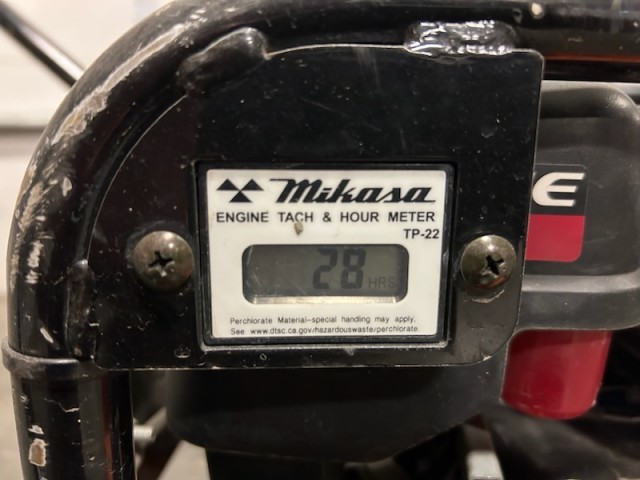 Mikasa
ENGINE TACH & HOUR METER
TP-22
28 HRS
Perchlorate Material-special handling may apply.
See www.dtsc.ca.gov/hazardouswaste/perchlorate.
E